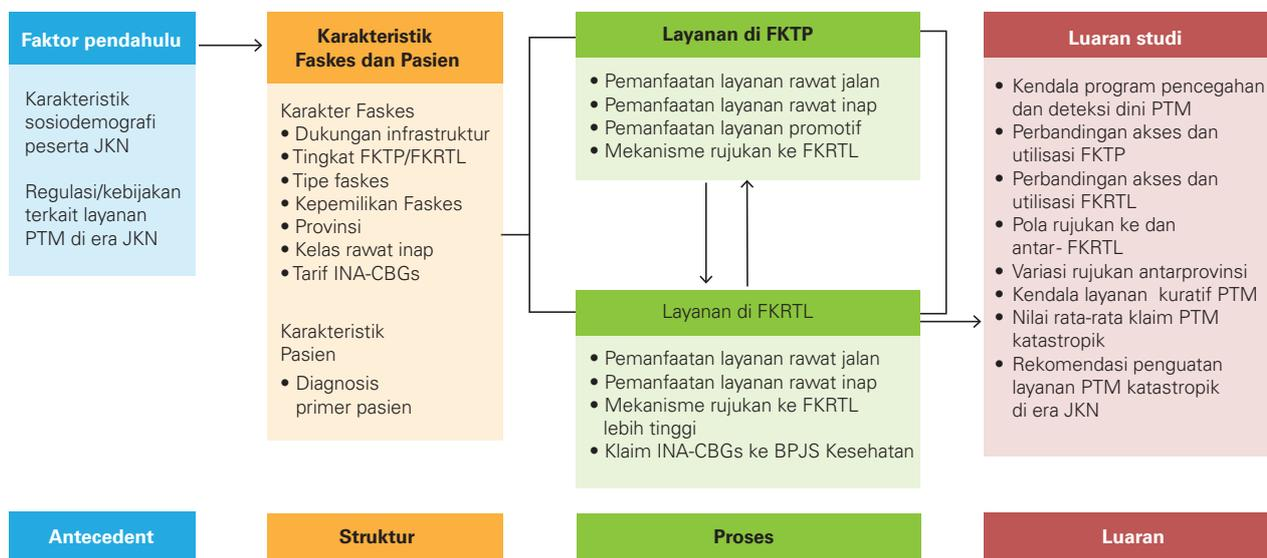 Faktor pendahulu
Karakteristik
sosiodemografi
peserta JKN
Regulasi/kebijakan
terkait layanan
PTM di era JKN
Karakteristik
Faskes dan Pasien
Karakter Faskes
• Dukungan infrastruktur
• Tingkat FKTP/FKRTL
• Tipe faskes
• Kepemilikan Faskes
• Provinsi
• Kelas rawat inap
• Tarif INA-CBGs
Karakteristik
Pasien
• Diagnosis
primer pasien
Layanan di FKTP
• Pemanfaatan layanan rawat jalan
• Pemanfaatan layanan rawat inap
• Pemanfaatan layanan promotif
• Mekanisme rujukan ke FKRTL
Layanan di FKRTL
• Pemanfaatan layanan rawat jalan
• Pemanfaatan layanan rawat inap
• Mekanisme rujukan ke FKRTL
lebih tinggi
• Klaim INA-CBGs ke BPJS Kesehatan
Luaran studi
• Kendala program pencegahan
dan deteksi dini PTM
• Perbandingan akses dan
utilisasi FKTP
• Perbandingan akses dan
utilisasi FKRTL
• Pola rujukan ke dan
antar- FKRTL
• Variasi rujukan antarprovinsi
• Kendala layanan kuratif PTM
• Nilai rata-rata klaim PTM
katastropik
• Rekomendasi penguatan
layanan PTM katastropik
di era JKN
Antecedent
Struktur
Proses
Luaran